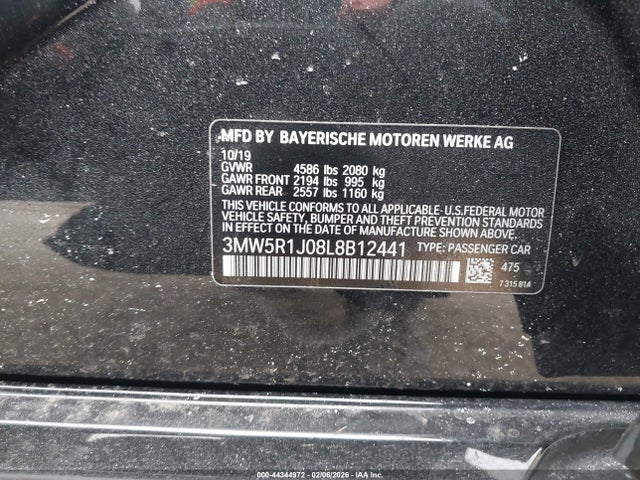 MFD BY BAYERISCHE MOTOREN WERKE AG
10/19
GVWR 4586 lbs 2080 kg
GAWR FRONT 2194 lbs 995 kg
GAWR REAR 2557 lbs 1160 kg
THIS VEHICLE CONFORMS TO ALL APPLICABLE U.S. FEDERAL MOTOR
VEHICLE SAFETY, BUMPER, AND THEFT PREVENTION STANDARDS
IN EFFECT ON THE DATE OF MANUFACTURE SHOWN ABOVE.
3MW5R1J08L8B12441 TYPE: PASSENGER CAR
475
7 315 814
000-44344972 - 02/06/2026 - IAA Inc.